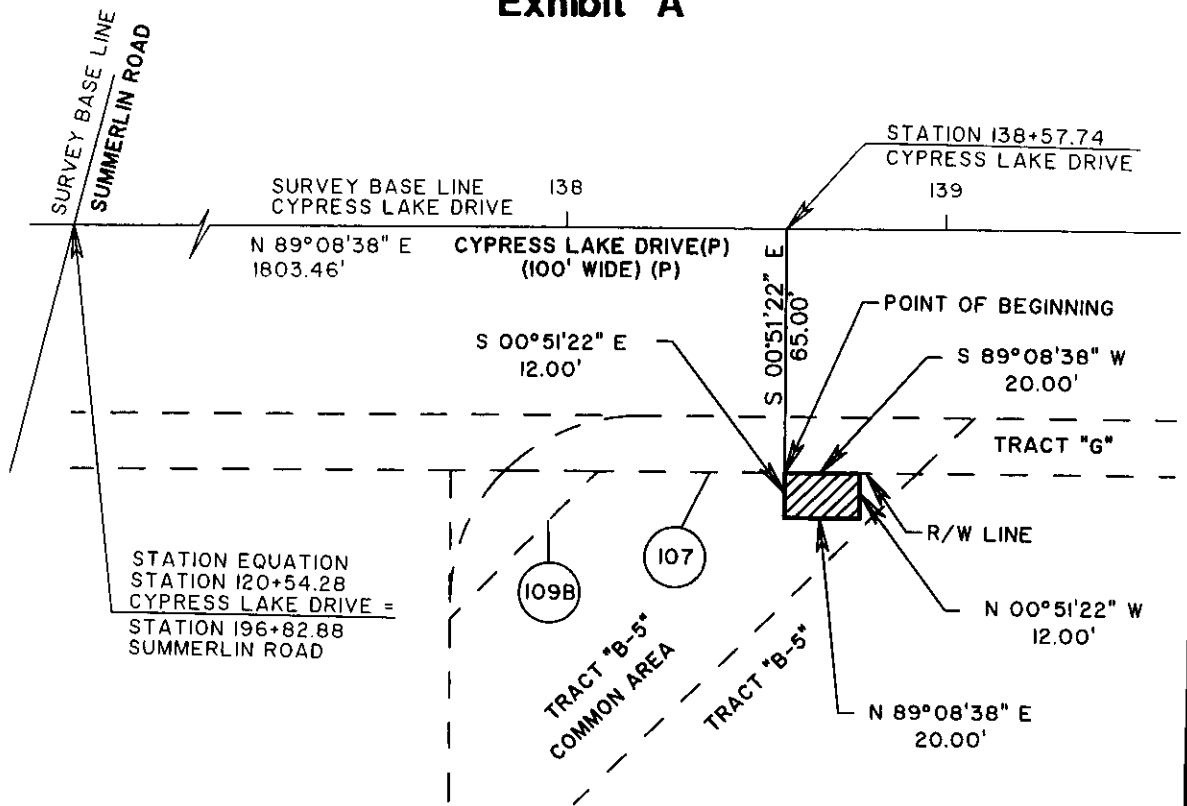 Exhibit "A"
SURVEY BASE LINE
SUMMERLIN ROAD
STATION 138+57.74
CYPRESS LAKE DRIVE
SURVEY BASE LINE
CYPRESS LAKE DRIVE
138
139
N 89°08'38" E
1803.46'
CYPRESS LAKE DRIVE(P)
(100' WIDE) (P)
S 00°51'22" E
65.00'
POINT OF BEGINNING
S 00°51'22" E
12.00'
S 89°08'38" W
20.00'
TRACT "G"
R/W LINE
107
109B
STATION EQUATION
STATION 120+54.28
CYPRESS LAKE DRIVE =
STATION 196+82.88
SUMMERLIN ROAD
N 00°51'22" W
12.00'
TRACT "B-5"
COMMON AREA
TRACT "B-5"
N 89°08'38" E
20.00'